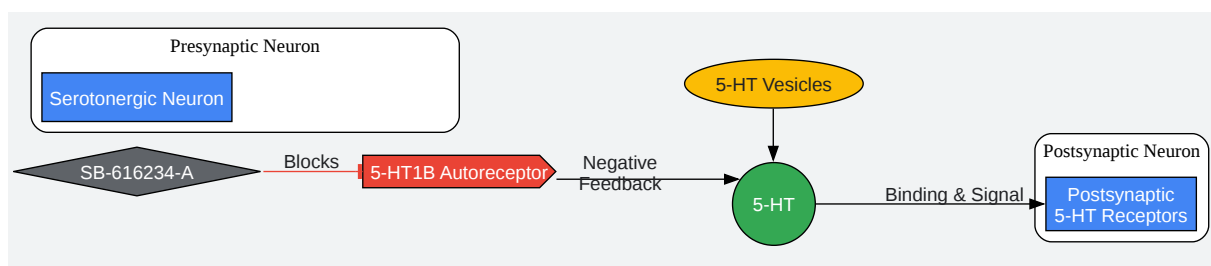 Presynaptic Neuron
Serotonergic Neuron
5-HT Vesicles
SB-616234-A
Blocks
5-HT1B Autoreceptor
Negative
Feedback
5-HT
Binding & Signal
Postsynaptic Neuron
Postsynaptic
5-HT Receptors